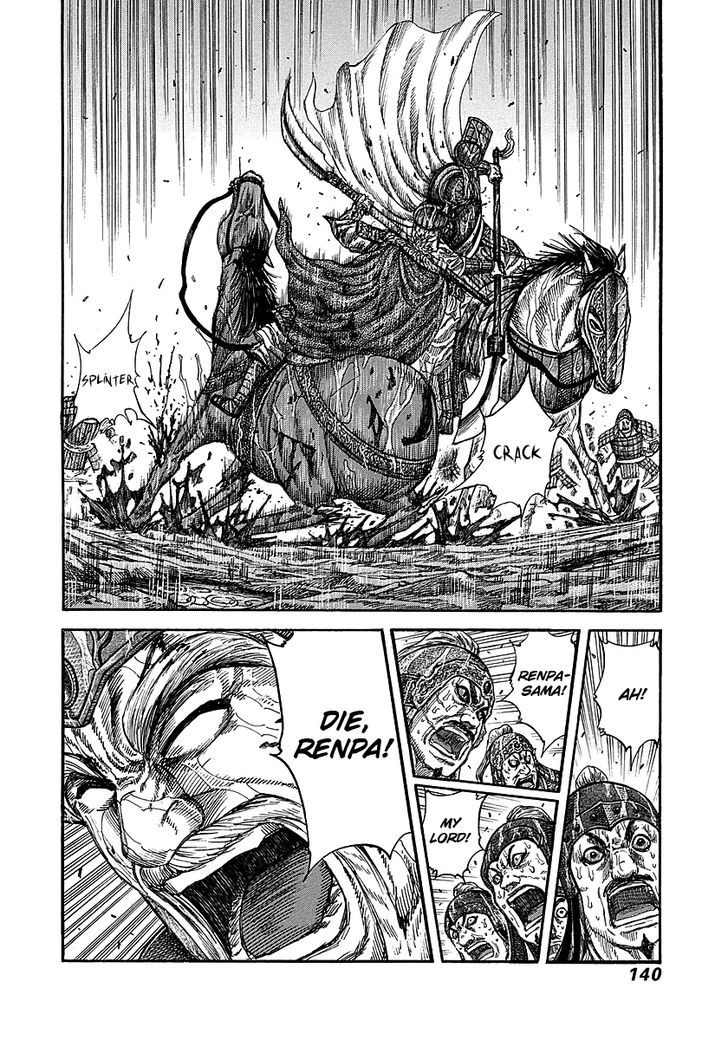 SPLINTER
CRACK
AH!
RENPA-
SAMA!
MY
LORD!
DIE,
RENPA!
140